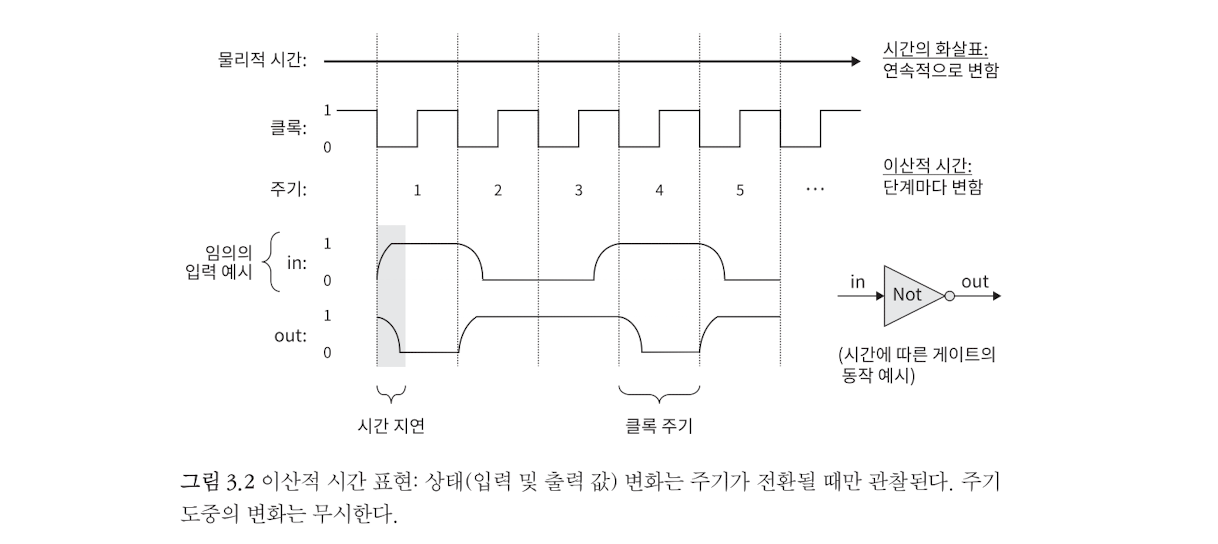 물리적 시간:
시간의 화살표:
연속적으로 변함
클록:
1
0
이산적 시간:
단계마다 변함
주기:
1 2 3 4 5 ···
임의의
입력 예시
in:
1
0
out:
1
0
in
Not
out
(시간에 따른 게이트의
동작 예시)
시간 지연
클록 주기
그림 3.2 이산적 시간 표현: 상태(입력 및 출력 값) 변화는 주기가 전환될 때만 관찰된다. 주기
도중의 변화는 무시한다.